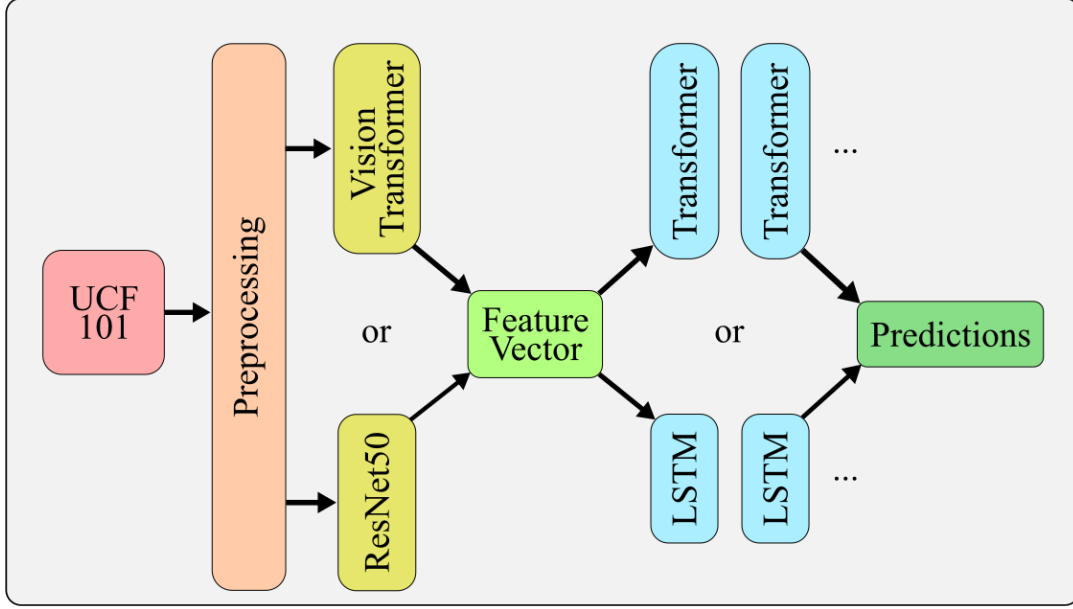 UCF
101
Preprocessing
Vision
Transformer
or
ResNet50
Feature
Vector
Transformer
Transformer
...
or
LSTM
LSTM
...
Predictions